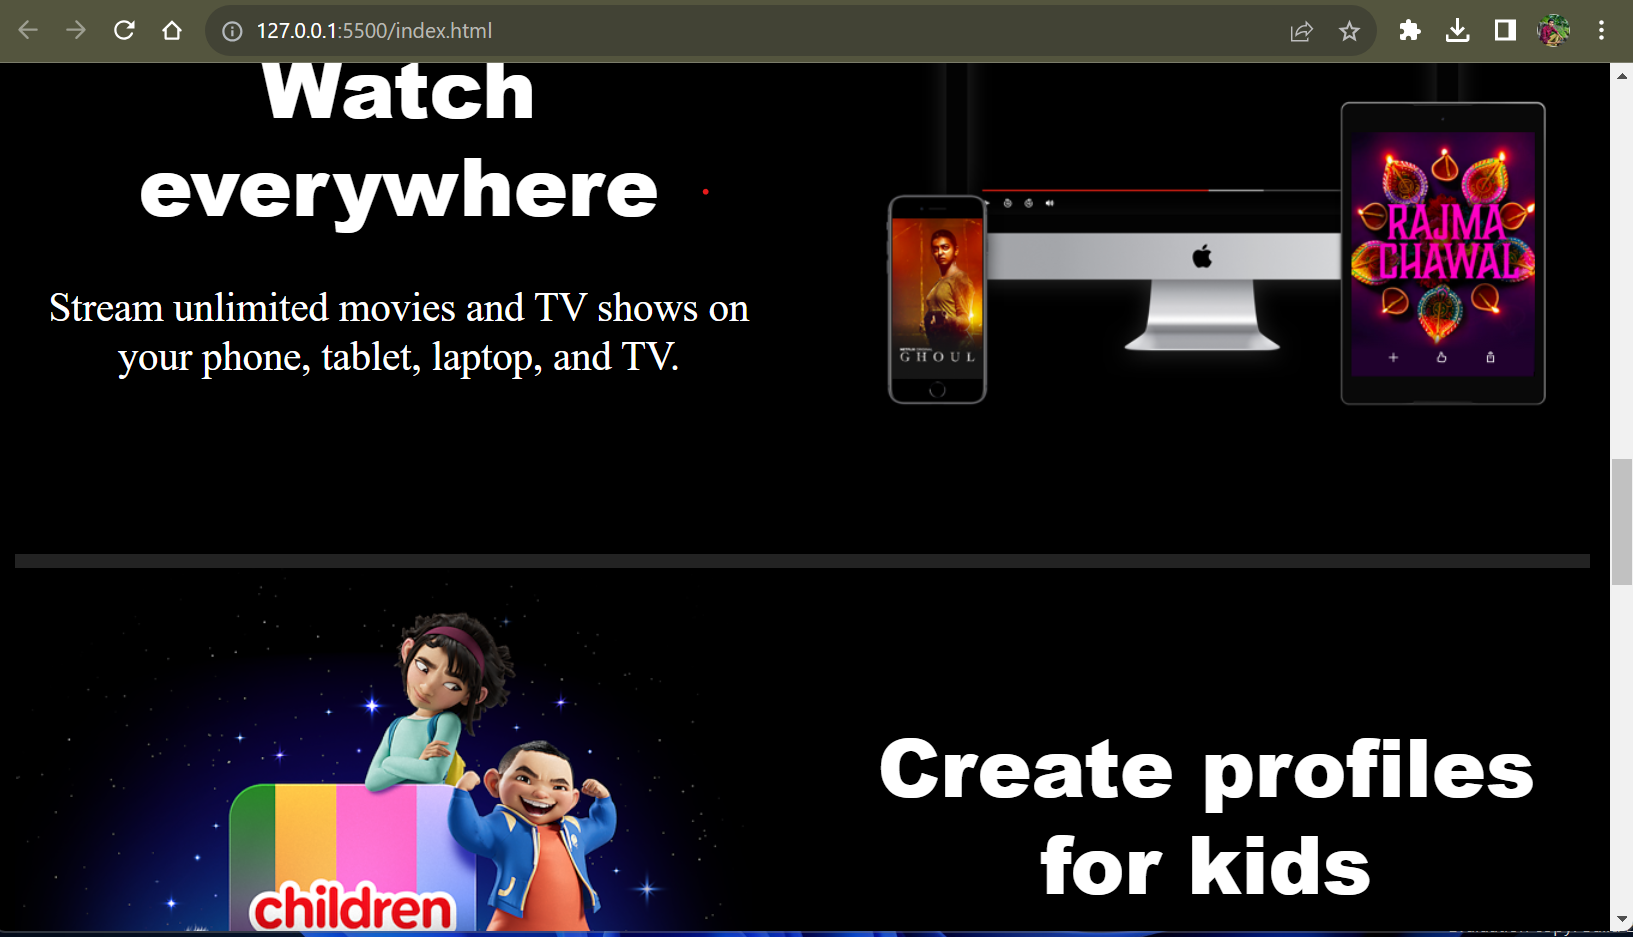 127.0.0.1:5500/index.html
Watch
everywhere
Stream unlimited movies and TV shows on
your phone, tablet, laptop, and TV.
GHOUL
RAJMA
CHAWAL
children
Create profiles
for kids